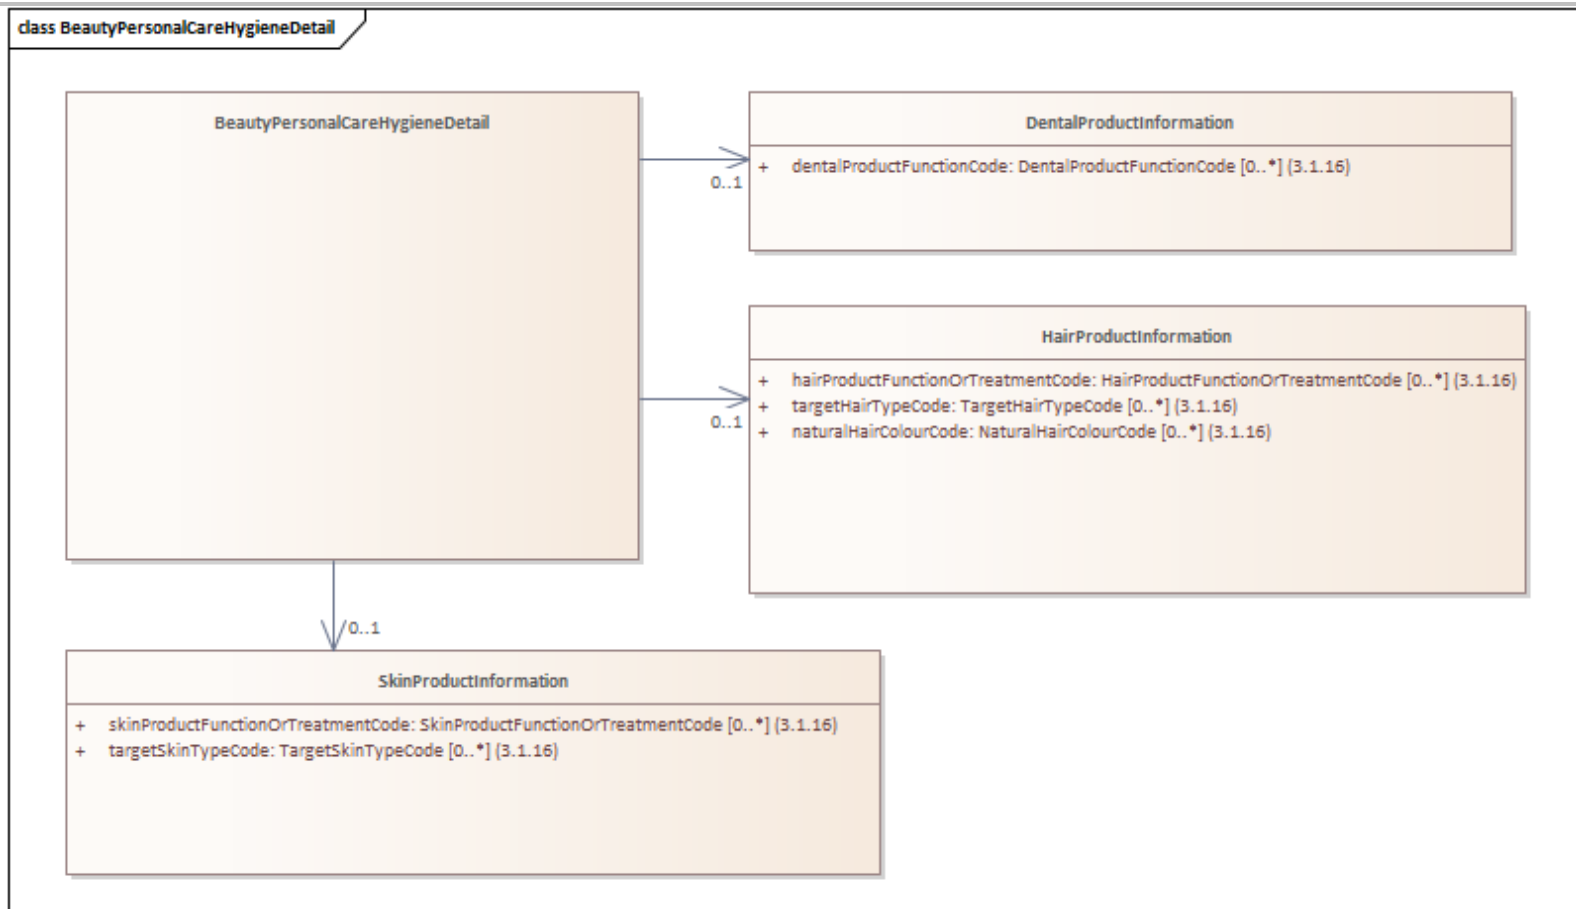 class BeautyPersonalCareHygieneDetail
BeautyPersonalCareHygieneDetail
DentalProductInformation
+ dentalProductFunctionCode: DentalProductFunctionCode [0..*] (3.1.16)
0..1
HairProductInformation
+ hairProductFunctionOrTreatmentCode: HairProductFunctionOrTreatmentCode [0..*] (3.1.16)
+ targetHairTypeCode: TargetHairTypeCode [0..*] (3.1.16)
+ naturalHairColourCode: NaturalHairColourCode [0..*] (3.1.16)
0..1
0..1
SkinProductInformation
+ skinProductFunctionOrTreatmentCode: SkinProductFunctionOrTreatmentCode [0..*] (3.1.16)
+ targetSkinTypeCode: TargetSkinTypeCode [0..*] (3.1.16)